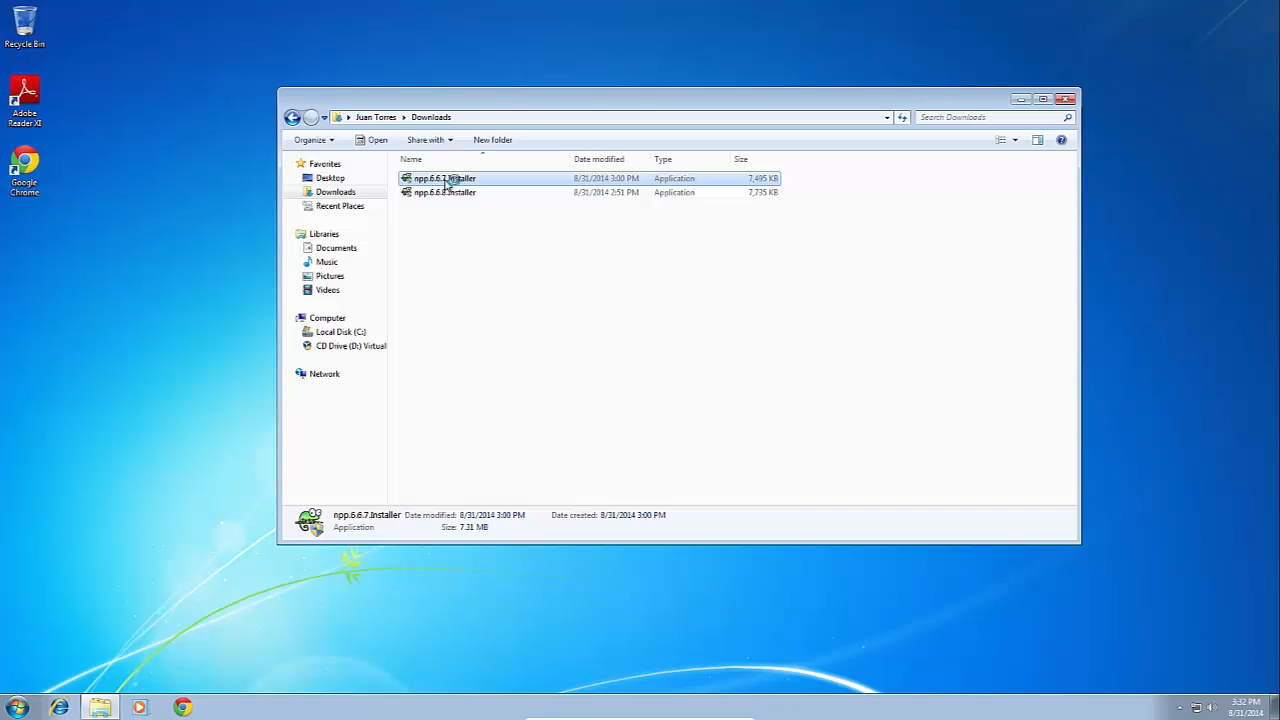 Recycle Bin
Adobe
Reader XI
Google
Chrome
Juan Torres
Downloads
Search Downloads
Organize
Open
Share with
New folder
Name
Date modified
Type
Size
npp.6.6.7.Installer
8/31/2014 3:00 PM
Application
7,495 KB
npp.6.6.8.Installer
8/31/2014 2:51 PM
Application
7,735 KB
Favorites
Desktop
Downloads
Recent Places
Libraries
Documents
Music
Pictures
Videos
Computer
Local Disk (C:)
CD Drive (D:) Virtual
Network
npp.6.6.7.Installer Date modified: 8/31/2014 3:00 PM Date created: 8/31/2014 3:00 PM
Application Size: 7.31 MB
3:32 PM
8/31/2014